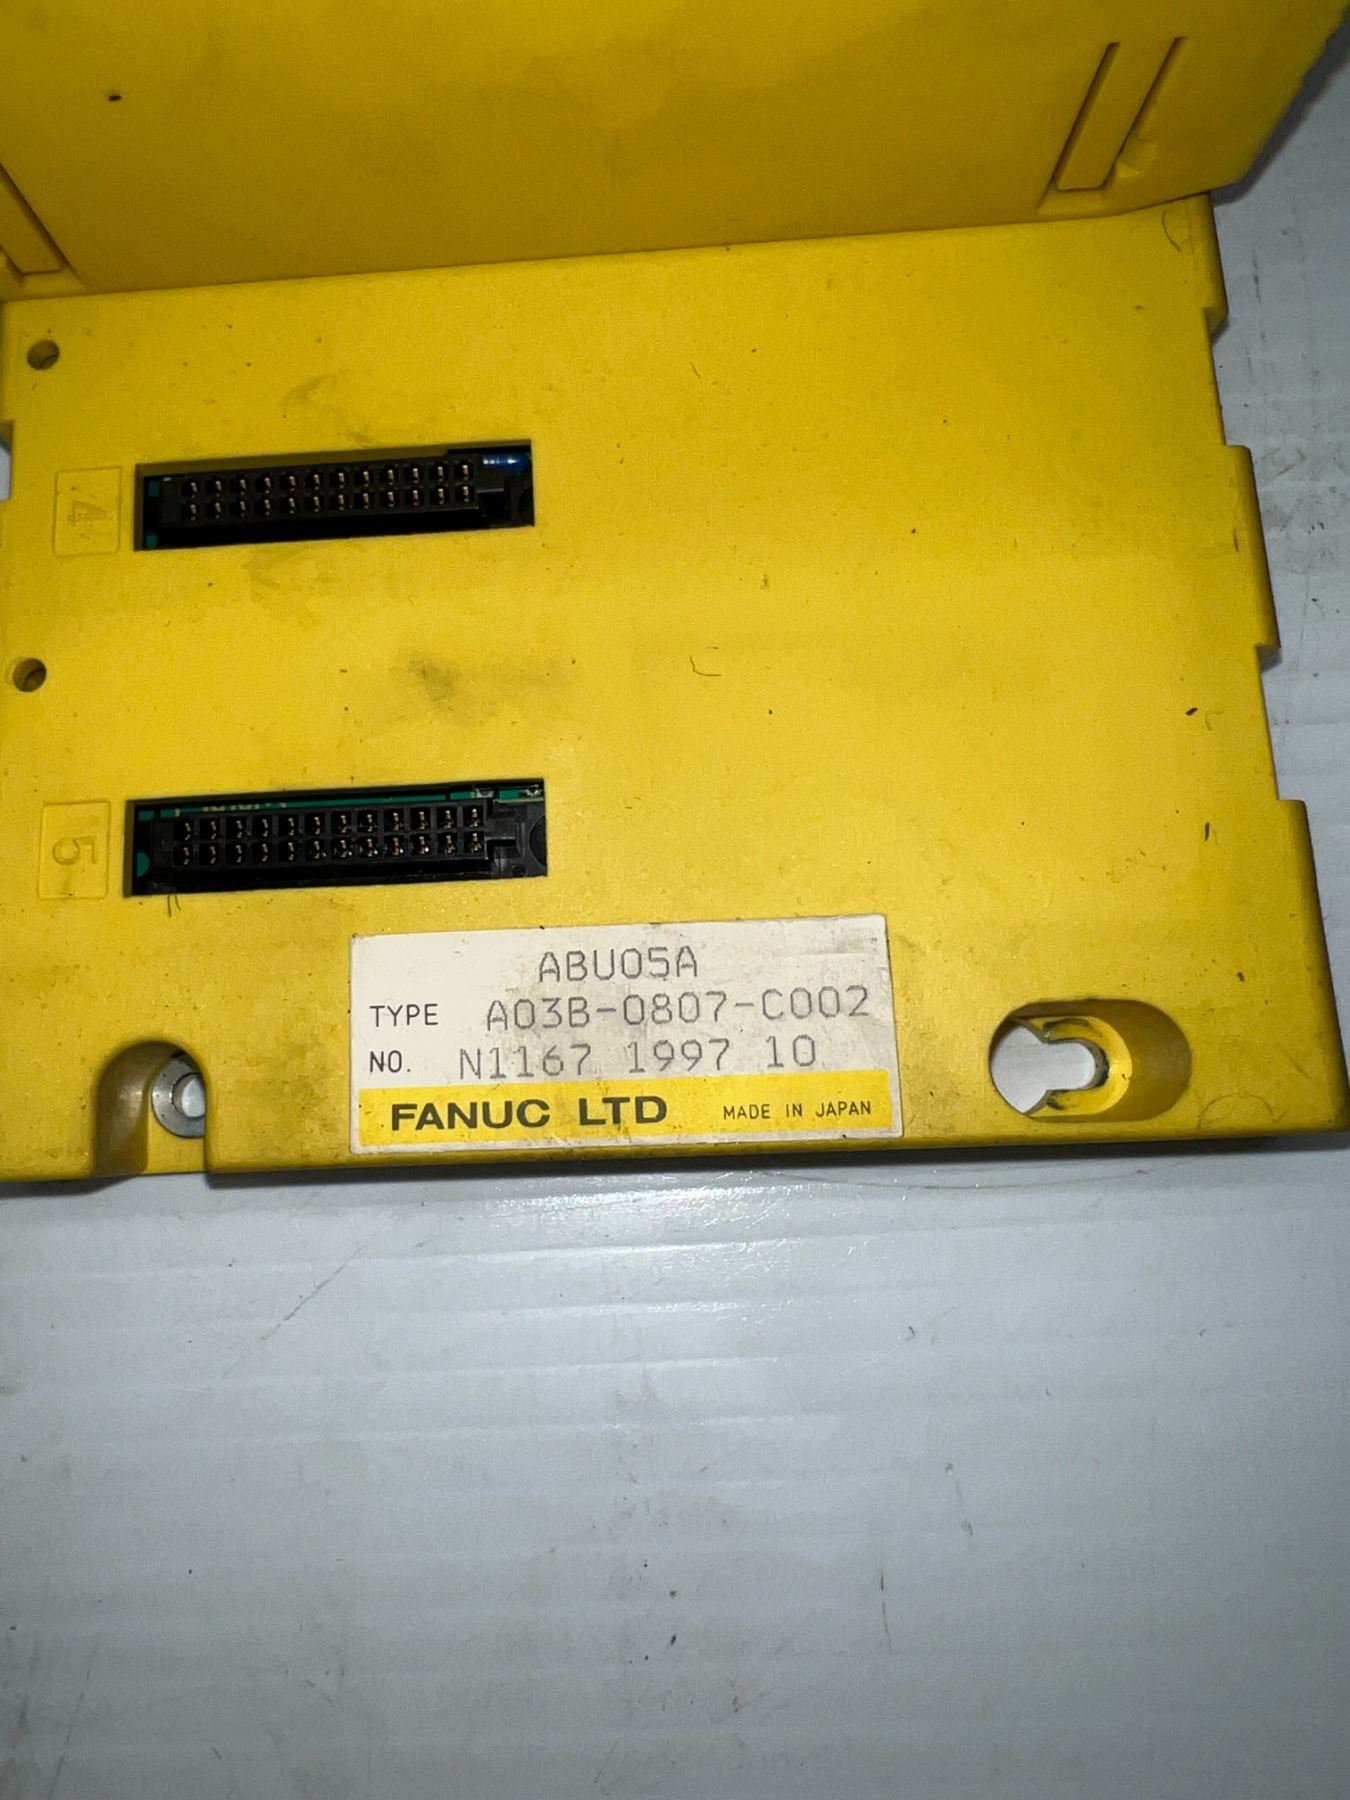 4
5
ABU05A
TYPE A03B-0807-C002
NO. N1167 1997 10
FANUC LTD MADE IN JAPAN